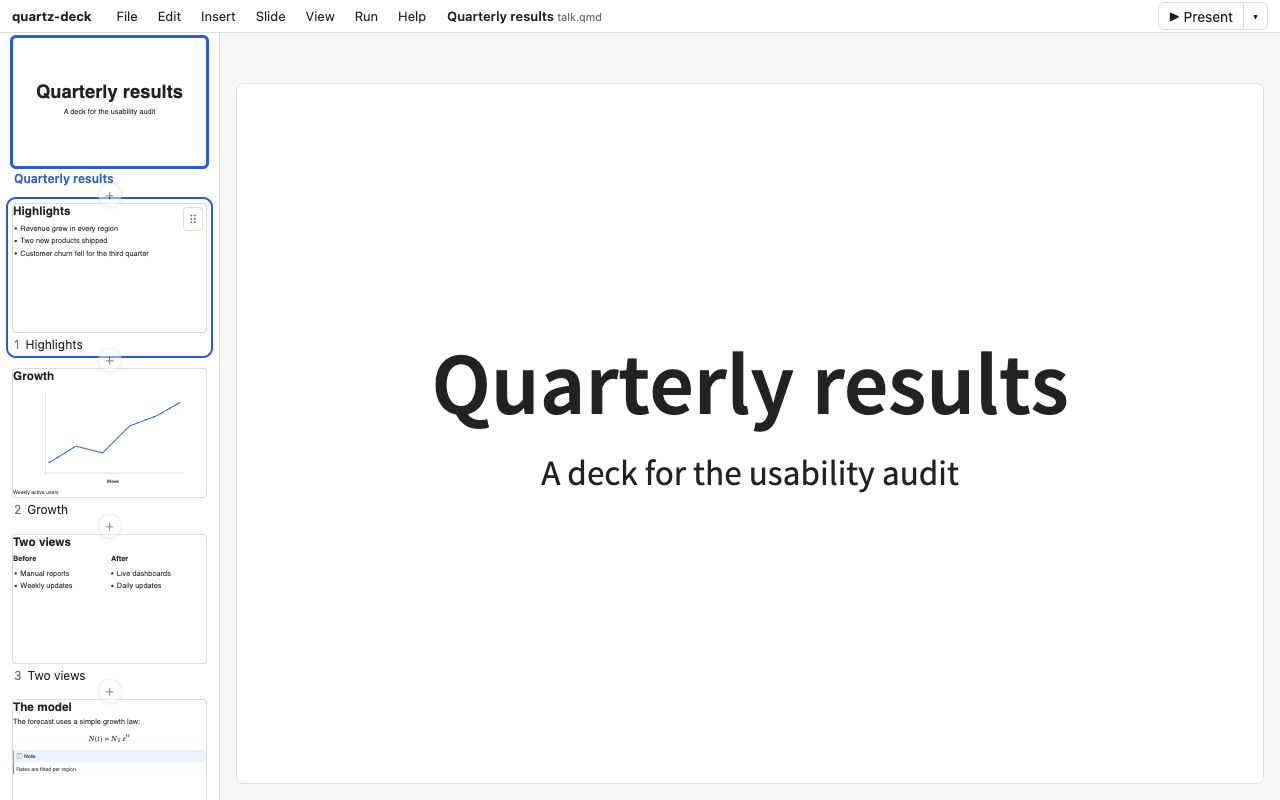 quartz-deck File Edit Insert Slide View Run Help Quarterly results talk.qmd Present
Quarterly results
A deck for the usability audit
Quarterly results
+
Highlights
• Revenue grew in every region
• Two new products shipped
• Customer churn fell for the third quarter
1 Highlights
+
Growth
Week
Weekly active users
2 Growth
+
Two views
Before After
• Manual reports • Live dashboards
• Weekly updates • Daily updates
3 Two views
+
The model
The forecast uses a simple growth law:
N(t) = N₀ eʳᵗ
Note
Rates are fitted per region.
Quarterly results
A deck for the usability audit